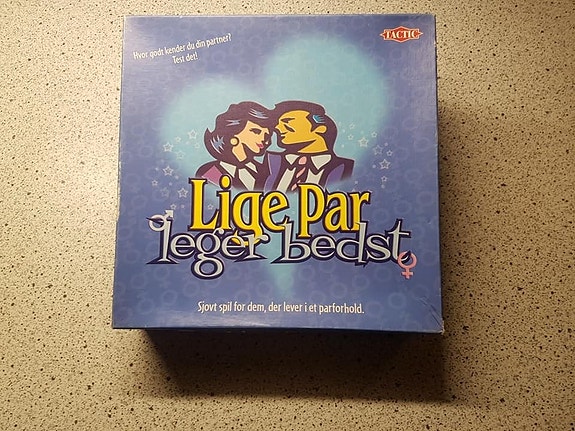 Hvor godt kender du din partner?
Test det!
TACTIC
Lige Par
leger bedst
Sjovt spil for dem, der lever i et parforhold.